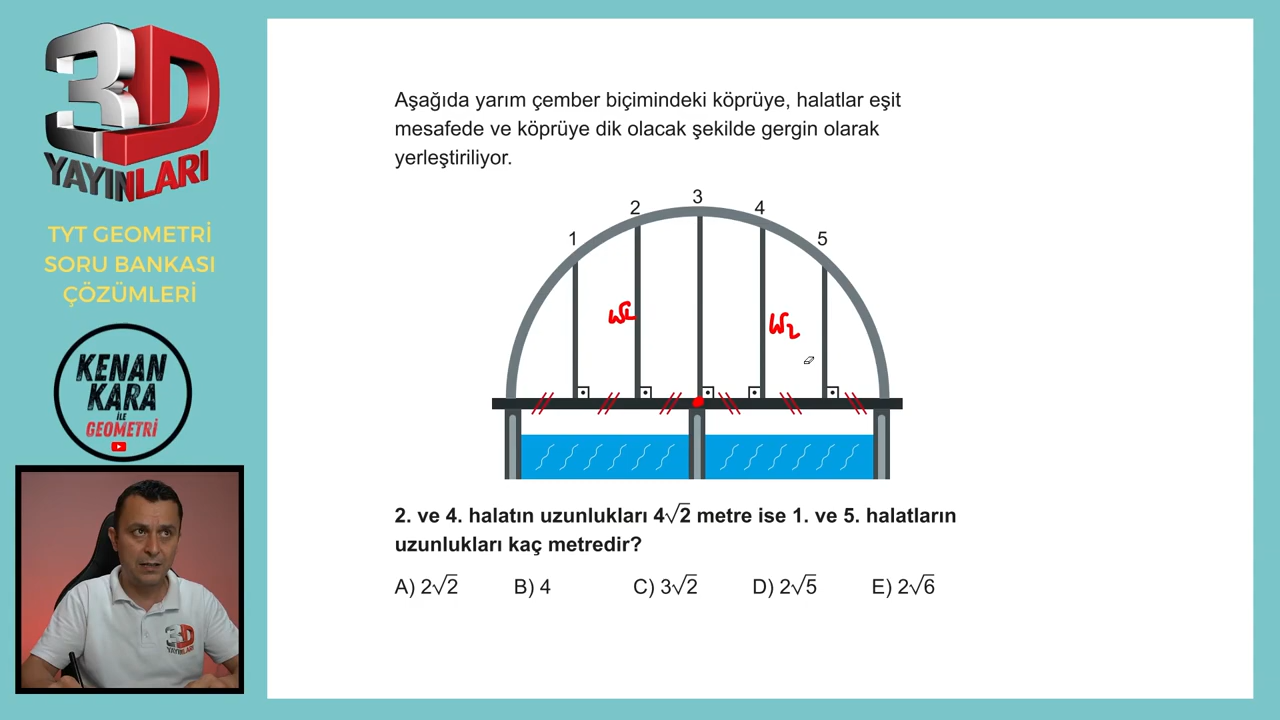 3D
YAYINLARI
TYT GEOMETRİ
SORU BANKASI
ÇÖZÜMLERİ
KENAN
KARA
İLE
GEOMETRİ
3D
YAYINLARI
Aşağıda yarım çember biçimindeki köprüye, halatlar eşit
mesafede ve köprüye dik olacak şekilde gergin olarak
yerleştiriliyor.
1 2 3 4 5
2. ve 4. halatın uzunlukları 4√2 metre ise 1. ve 5. halatların
uzunlukları kaç metredir?
A) 2√2 B) 4 C) 3√2 D) 2√5 E) 2√6